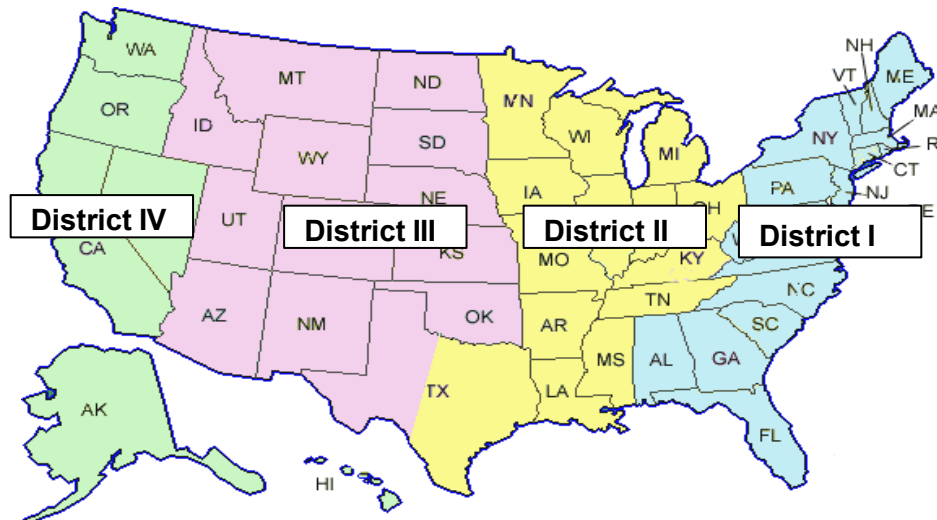 WA
MT
ND
MN
NH
VT
ME
OR
ID
SD
WI
MI
NY
MA
R
WY
CT
NE
IA
PA
NJ
OH
E
District IV
UT
District III
District II
District I
CA
KS
MO
KY
NC
TN
AZ
NM
OK
AR
SC
MS
AL
GA
TX
LA
AK
FL
HI